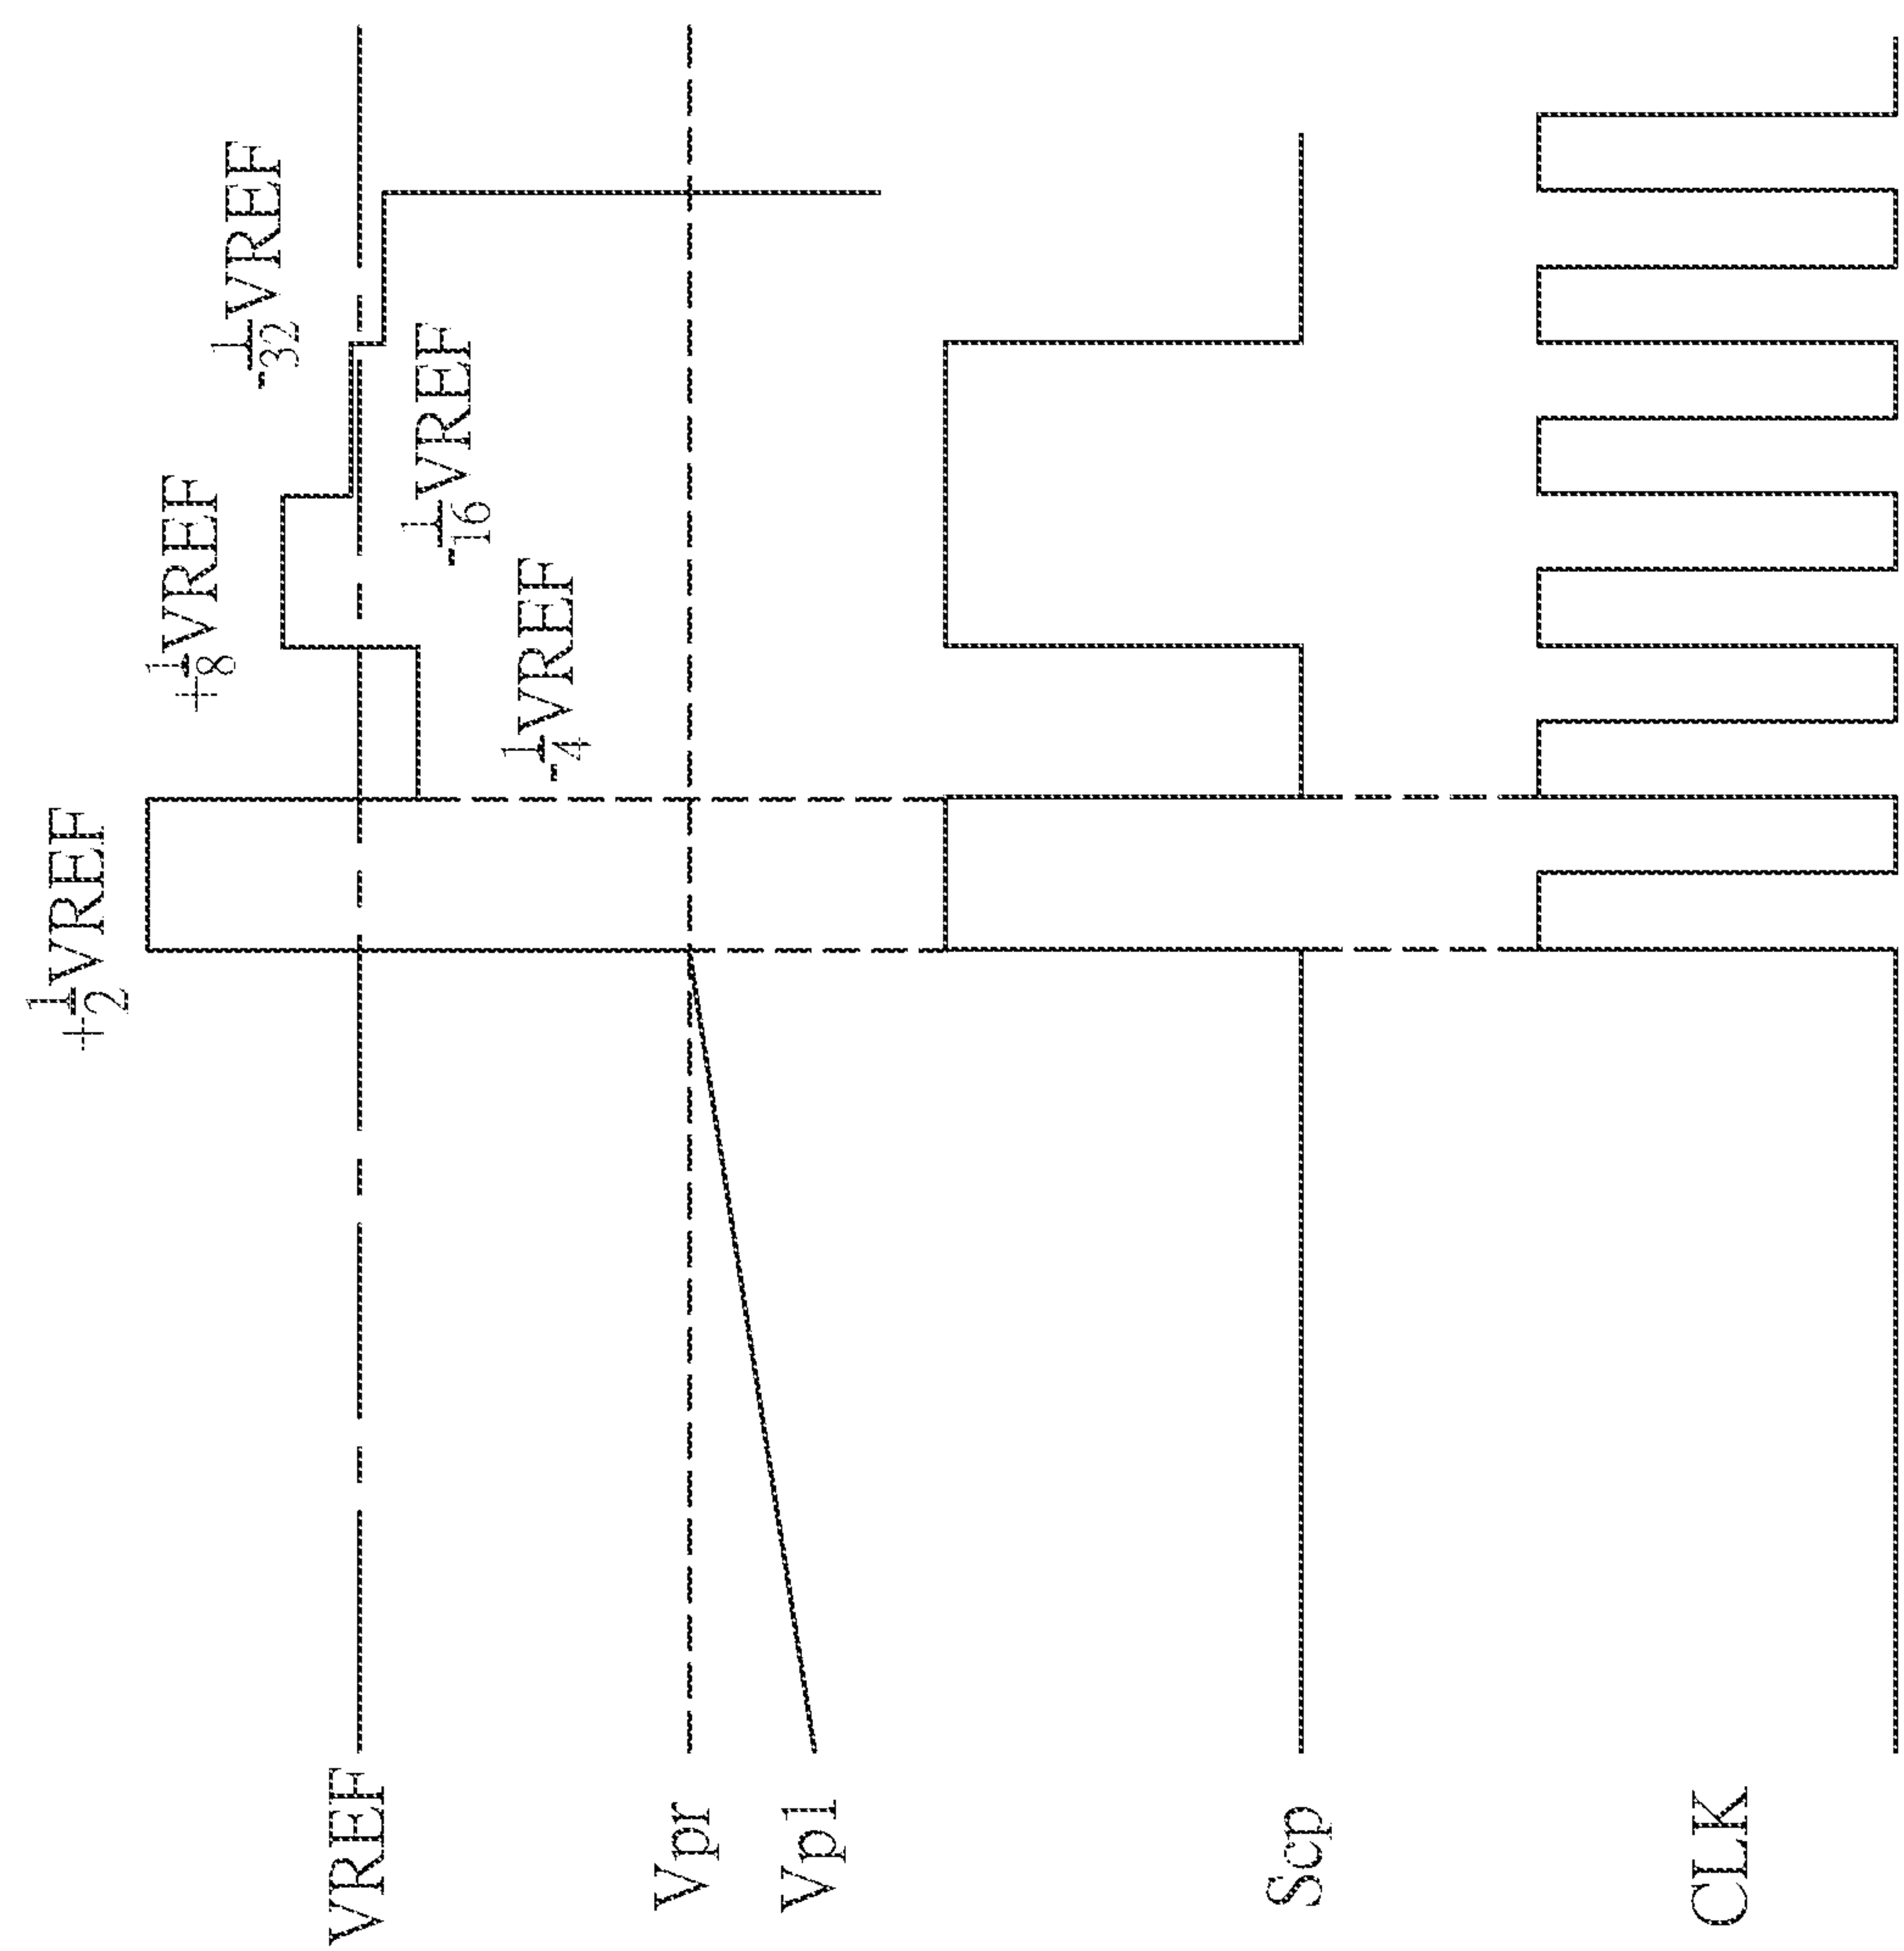 +1/2VREF
-1/4VREF
+1/8VREF
-1/16VREF
-1/32VREF
VREF
Vpr
Vp1
Scp
CLK